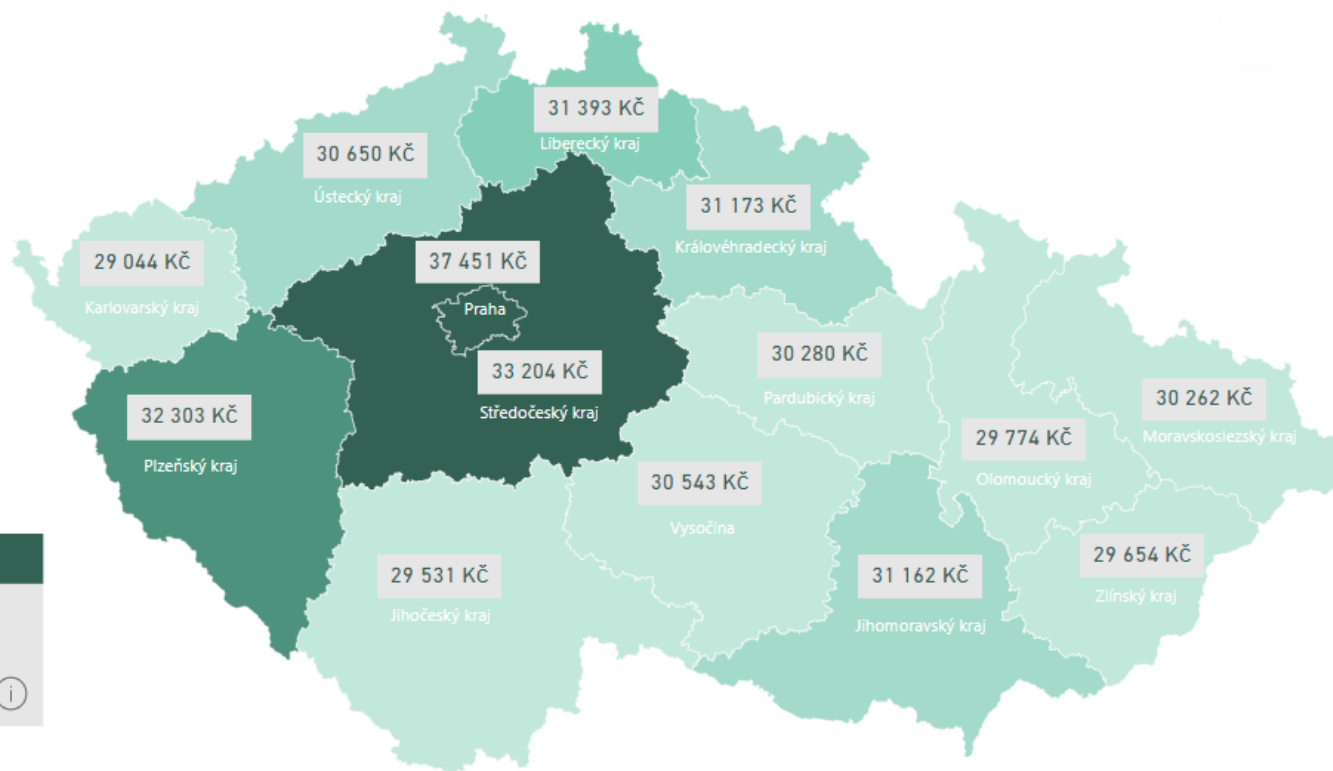 31 393 KČ
Liberecký kraj
30 650 KČ
Ústecký kraj
31 173 KČ
Královéhradecký kraj
29 044 KČ
Karlovarský kraj
37 451 KČ
Praha
33 204 KČ
Středočeský kraj
30 280 KČ
Pardubický kraj
32 303 KČ
Plzeňský kraj
30 262 KČ
Moravskoslezský kraj
29 774 KČ
Olomoucký kraj
30 543 KČ
Vysočina
29 654 KČ
Zlínský kraj
29 531 KČ
Jihočeský kraj
31 162 KČ
Jihomoravský kraj
i